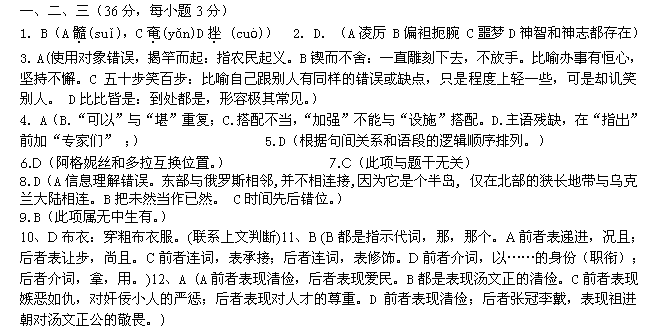 一、二、三（36分，每小题3分）
1. B（A 髓(suǐ)，C 奄(yǎn)D 挫 (cuò)） 2. D. （A凌厉 B偏袒扼腕 C 噩梦 D神智和神志都存在）
3. A(使用对象错误，揭竿而起：指农民起义。B锲而不舍：一直雕刻下去，不放手。比喻办事有恒心，
坚持不懈。C 五十步笑百步：比喻自己跟别人有同样的错误或缺点，只是程度上轻一些，可是却讥笑
别人。 D比比皆是：到处都是，形容极其常见。）
4. A（B.“可以”与“堪”重复；C.搭配不当，“加强”不能与“设施”搭配。D.主语残缺，在“指出”
前加“专家们” ;） 5.D（根据句间关系和语段的逻辑顺序排列。）
6.D（阿格妮丝和多拉互换位置。） 7.C（此项与题干无关）
8.D（A信息理解错误。东部与俄罗斯相邻,并不相连接,因为它是个半岛，仅在北部的狭长地带与乌克
兰大陆相连。B把未然当作已然。 C时间先后错位。）
9.B（此项属无中生有。）
10、D 布衣：穿粗布衣服。(联系上文判断)11、B (B都是指示代词，那，那个。A前者表递进，况且；
后者表让步，尚且。C前者连词，表承接；后者连词，表修饰。D前者介词，以……的身份（职衔）；
后者介词，拿，用。)12、A（A前者表现清俭，后者表现爱民。B都是表现汤文正的清俭。C前者表现
嫉恶如仇，对奸佞小人的严惩；后者表现对人才的尊重。D 前者表现清俭；后者张冠李戴，表现祖进
朝对汤文正公的敬畏。）